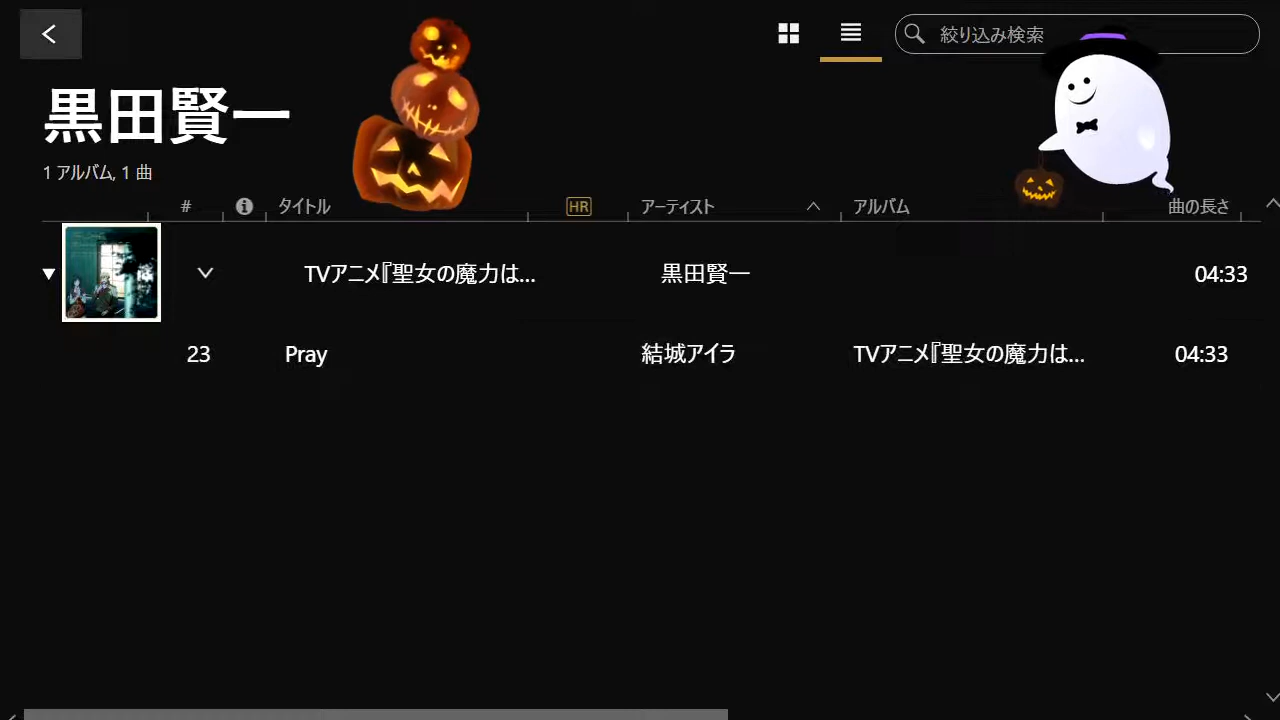 絞り込み検索
黒田賢一
1 アルバム, 1 曲
# タイトル HR アーティスト アルバム 曲の長さ
TVアニメ『聖女の魔力は... 黒田賢一 04:33
23 Pray 結城アイラ TVアニメ『聖女の魔力は... 04:33